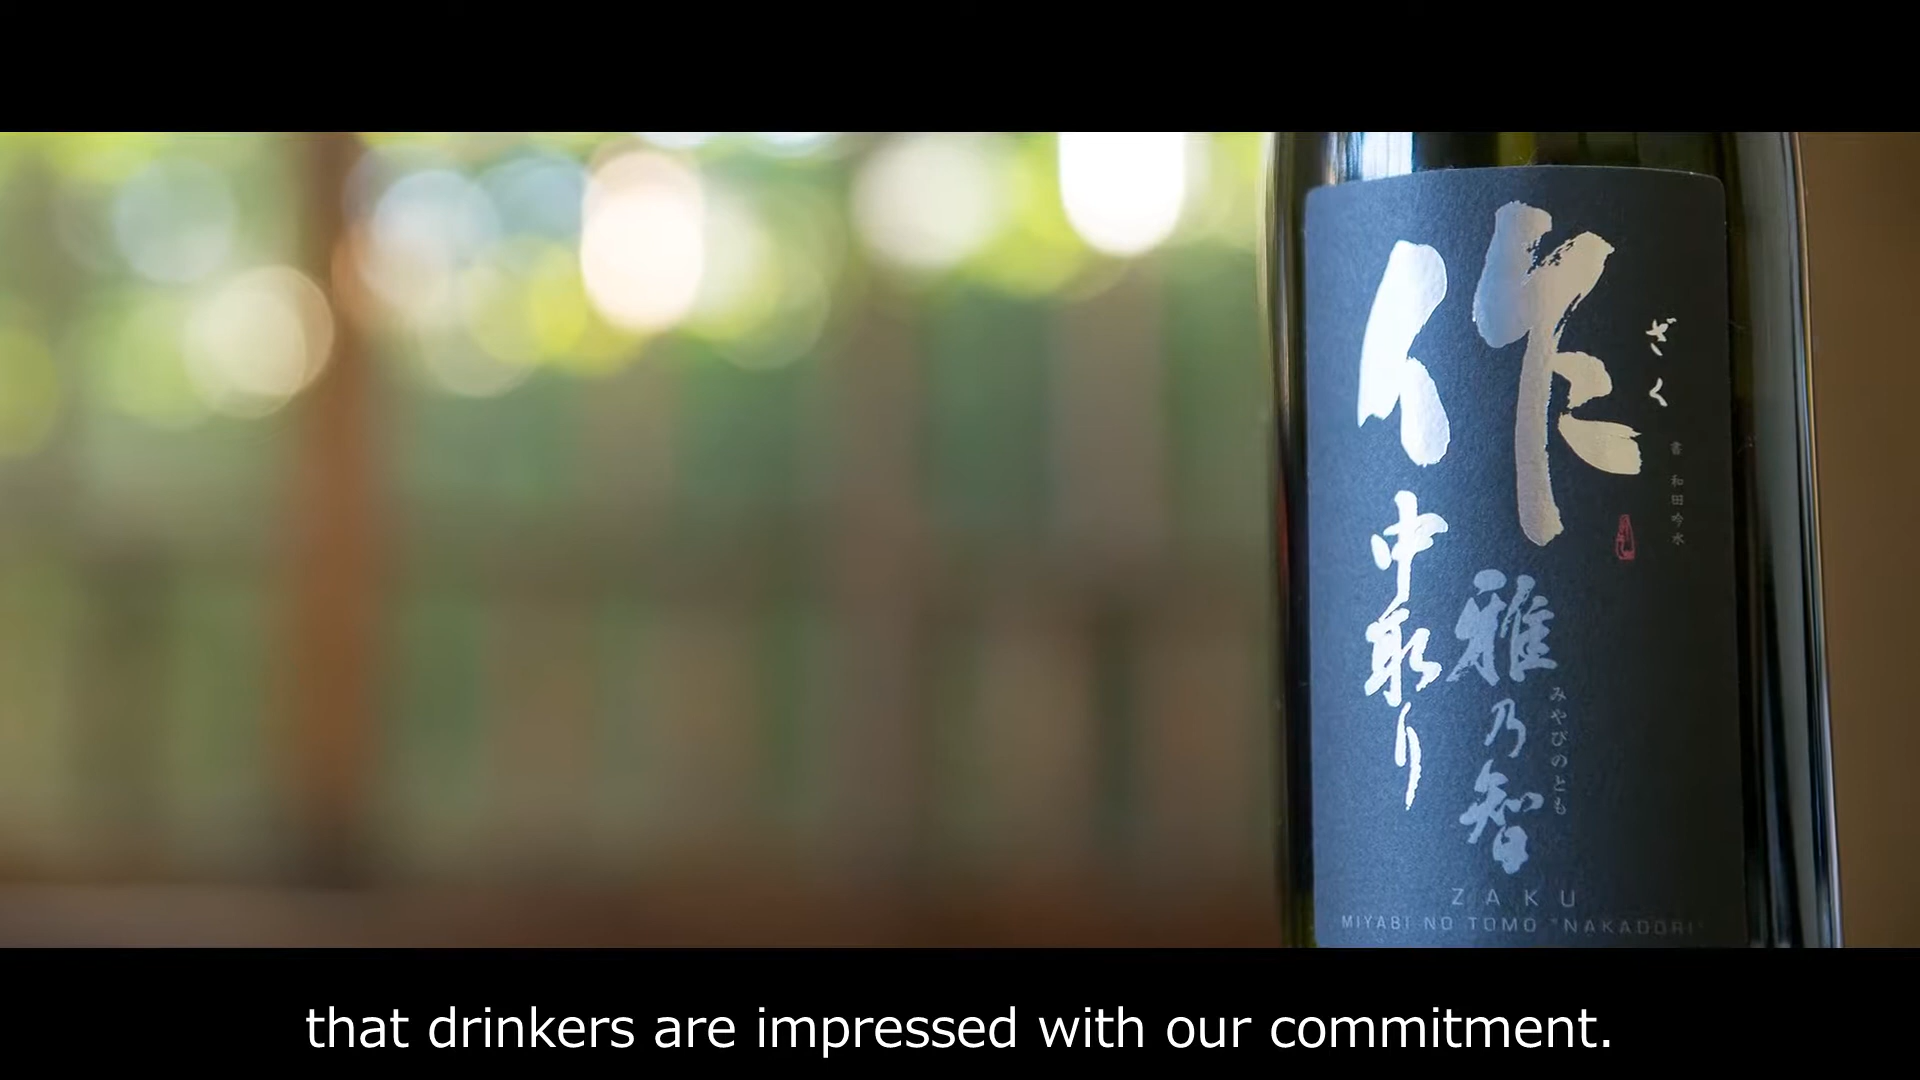 作
ざく
書 和田吟水
雅乃智
みやびのとも
中取り
ZAKU
MIYABI NO TOMO "NAKADORI"
that drinkers are impressed with our commitment.